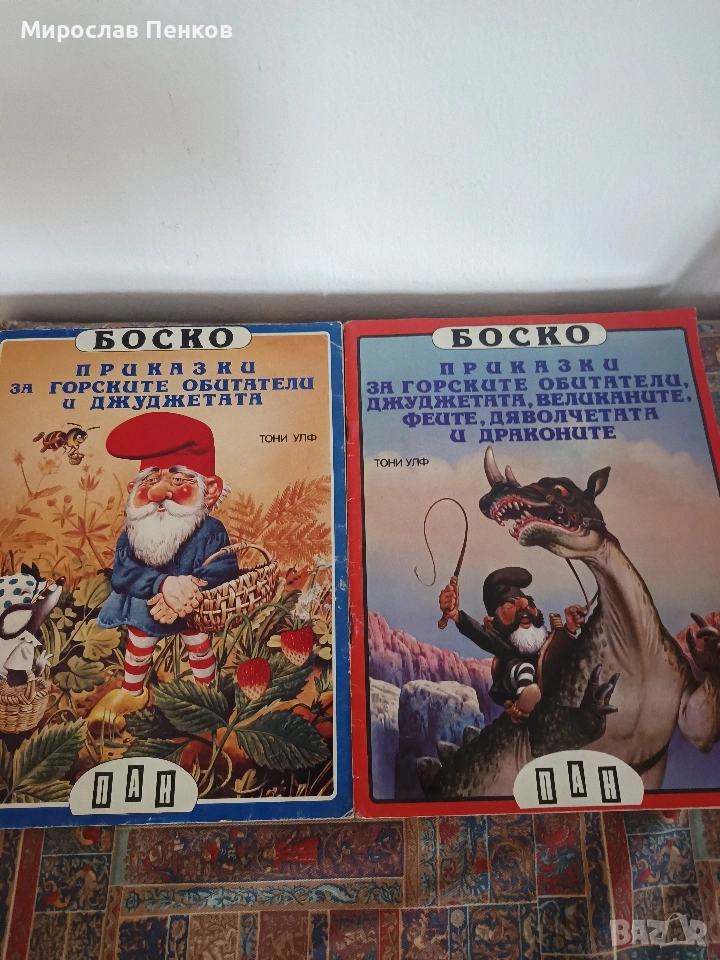 Мирослав Пенков
БОСКО
ПРИКАЗКИ
ЗА ГОРСКИТЕ ОБИТАТЕЛИ
И ДЖУДЖЕТАТА
ТОНИ УЛФ
ПАН
БОСКО
ПРИКАЗКИ
ЗА ГОРСКИТЕ ОБИТАТЕЛИ,
ДЖУДЖЕТАТА, ВЕЛИКАНИТЕ,
ФЕИТЕ, ДЯВОЛЧЕТАТА
И ДРАКОНИТЕ
ТОНИ УЛФ
ПАН
BAZAR